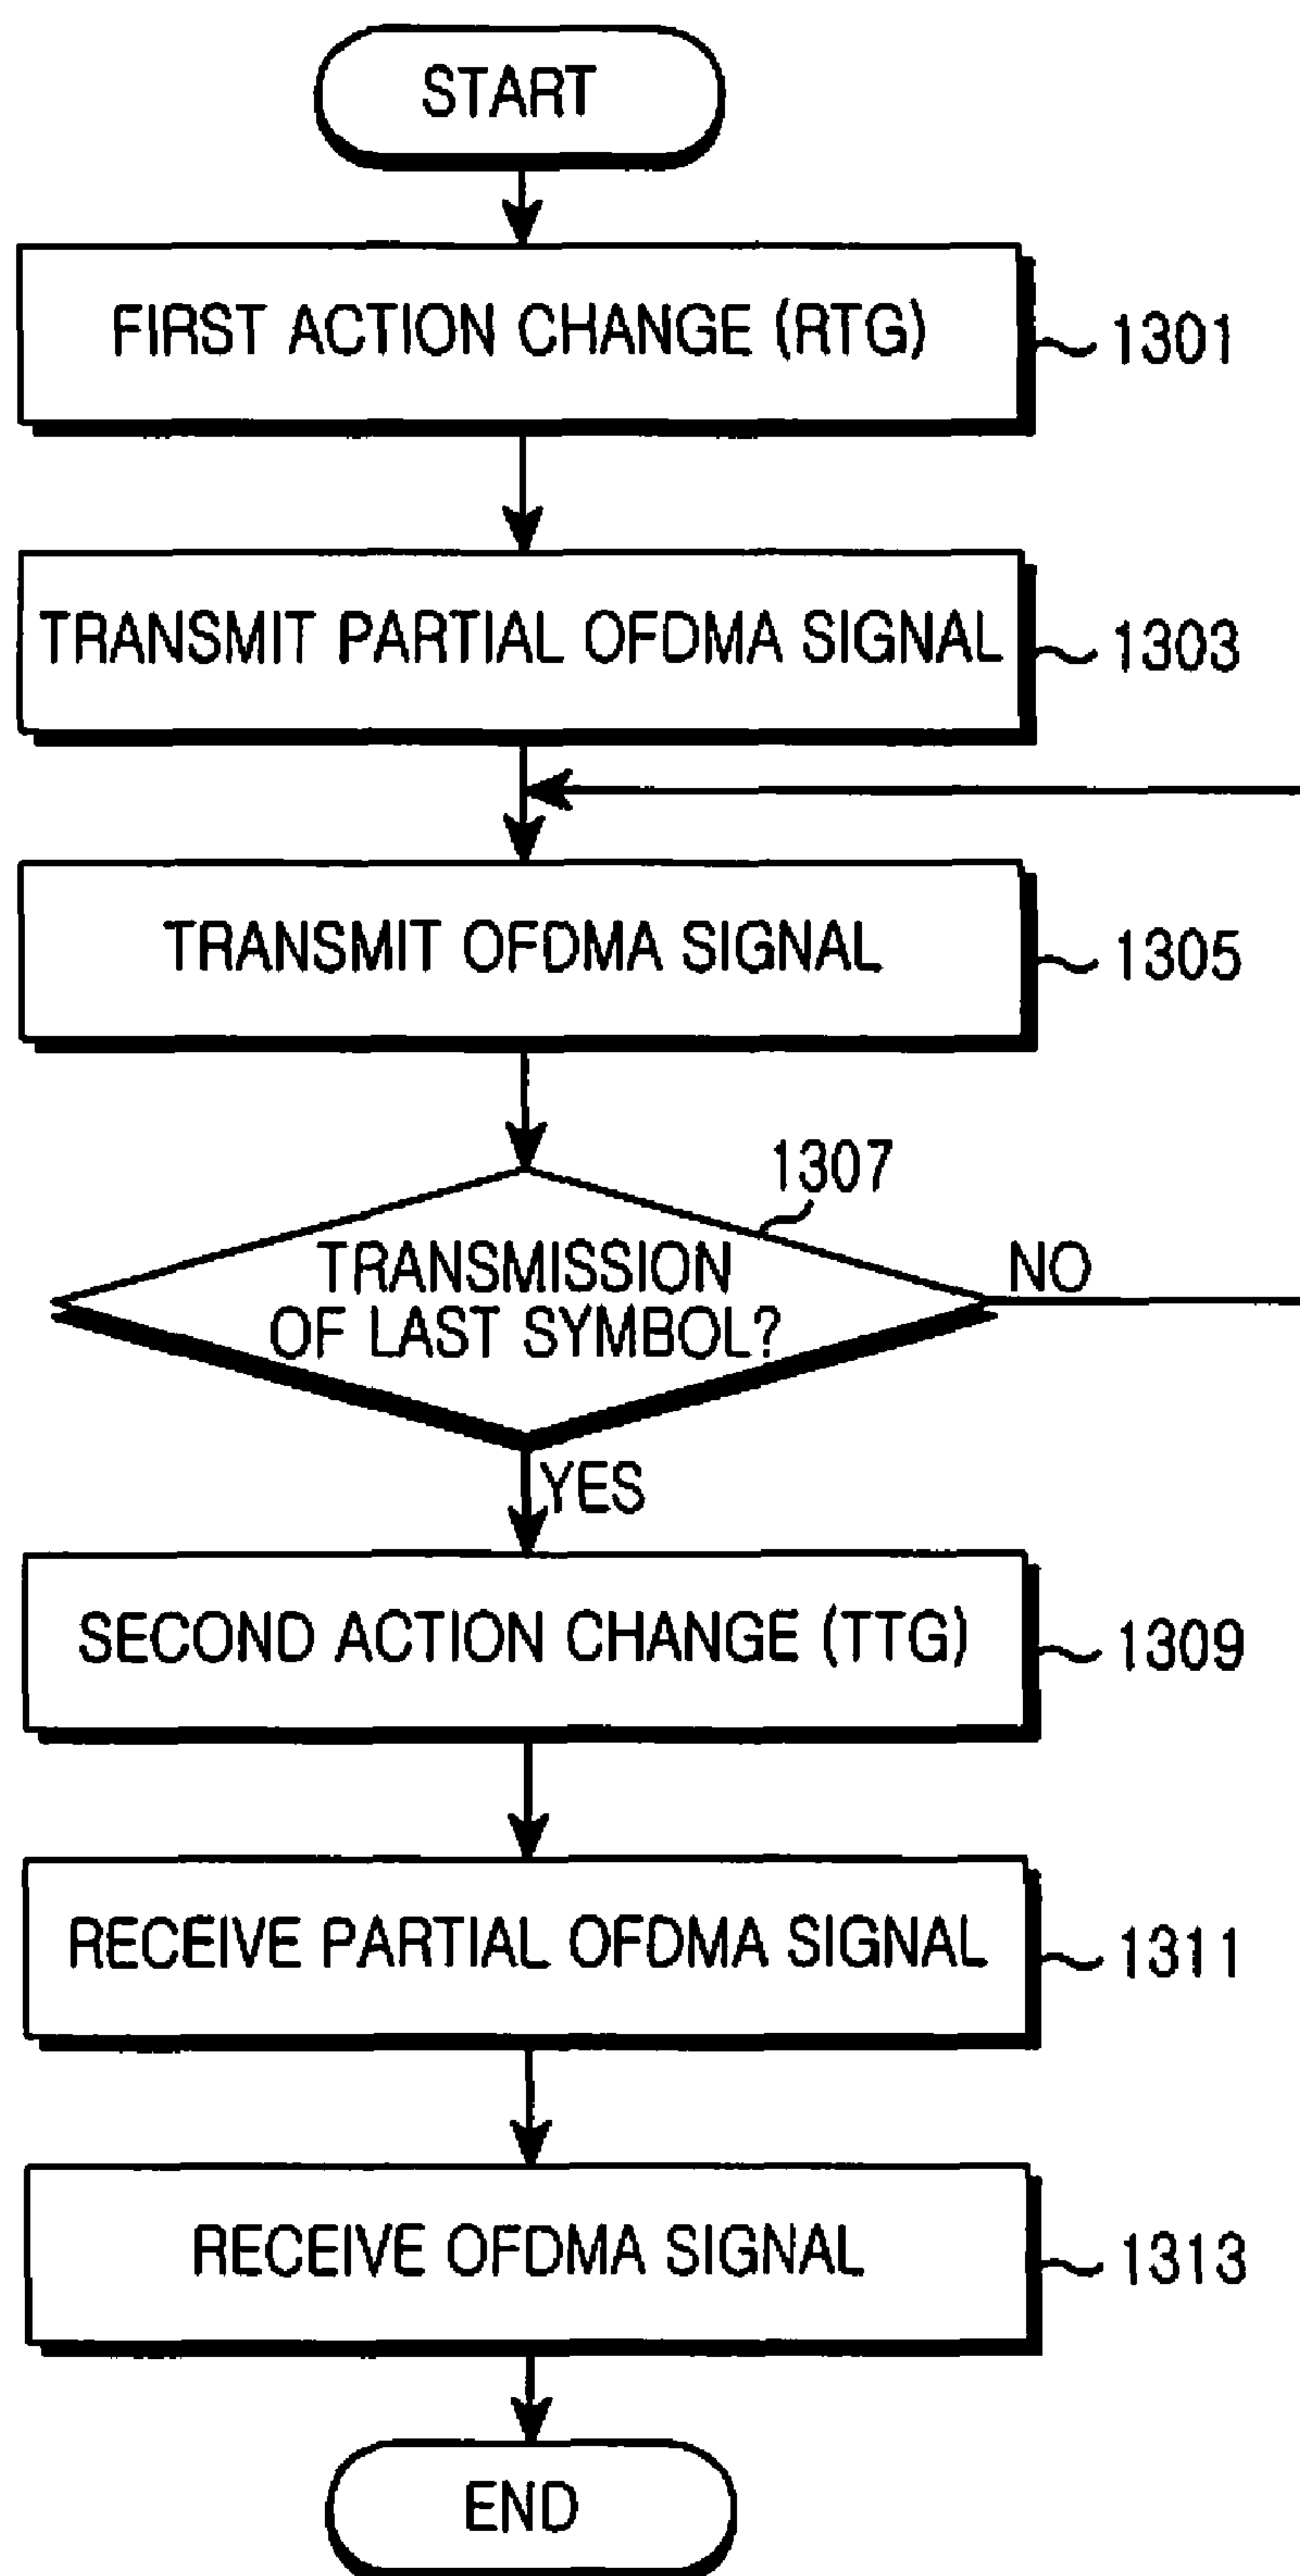 START
FIRST ACTION CHANGE (RTG)
1301
TRANSMIT PARTIAL OFDMA SIGNAL
1303
TRANSMIT OFDMA SIGNAL
1305
1307
TRANSMISSION
OF LAST SYMBOL?
NO
YES
SECOND ACTION CHANGE (TTG)
1309
RECEIVE PARTIAL OFDMA SIGNAL
1311
RECEIVE OFDMA SIGNAL
1313
END